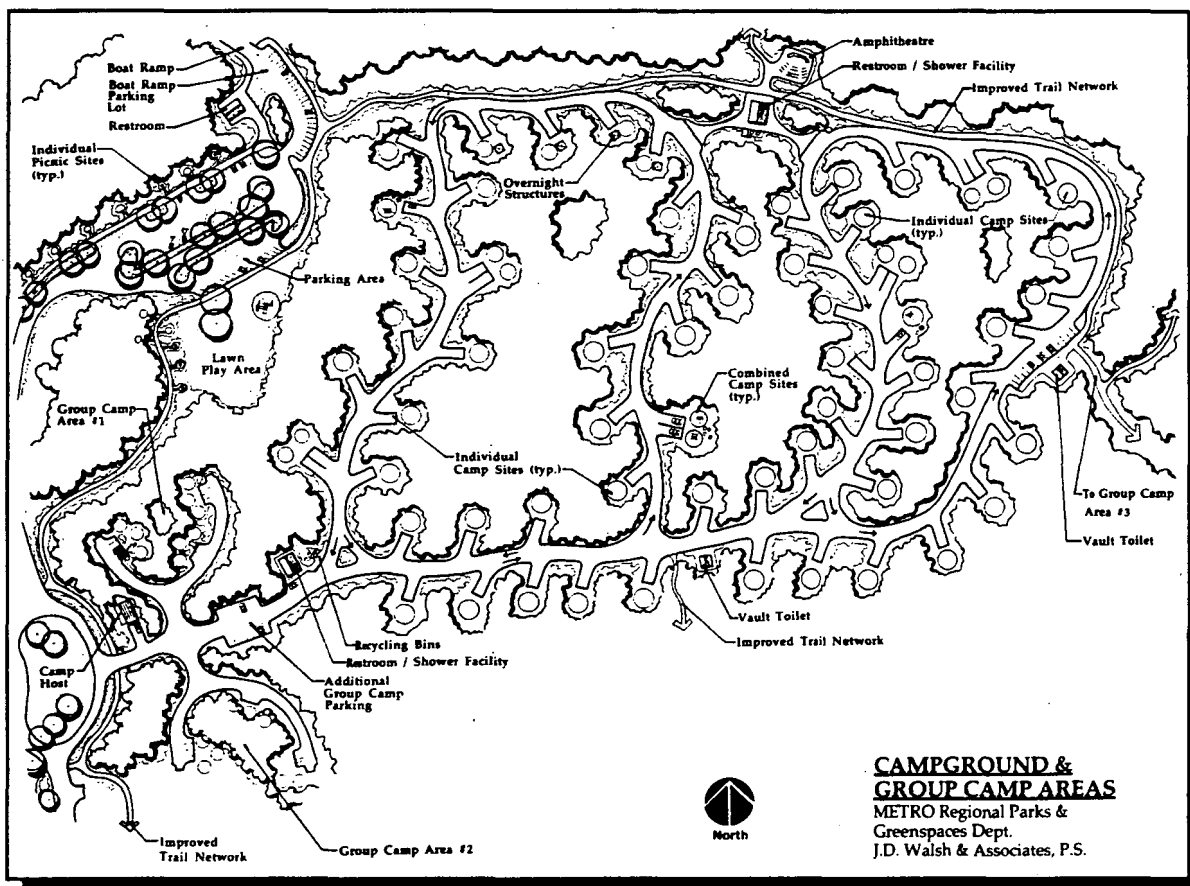 Boat Ramp
Boat Ramp
Parking
Lot
Restroom
Individual
Picnic Sites
(typ.)
Amphitheatre
Restroom / Shower Facility
Improved Trail Network
Overnight
Structures
Individual Camp Sites
(typ.)
Parking Area
Lawn
Play Area
Group Camp
Area #1
Combined
Camp Sites
(typ.)
Individual
Camp Sites (typ.)
To Group Camp
Area #3
Vault Toilet
Vault Toilet
Improved Trail Network
Recycling Bins
Restroom / Shower Facility
Additional
Group Camp
Parking
Camp
Host
Improved
Trail Network
Group Camp Area #2
North
CAMPGROUND &
GROUP CAMP AREAS
METRO Regional Parks &
Greenspaces Dept.
J.D. Walsh & Associates, P.S.